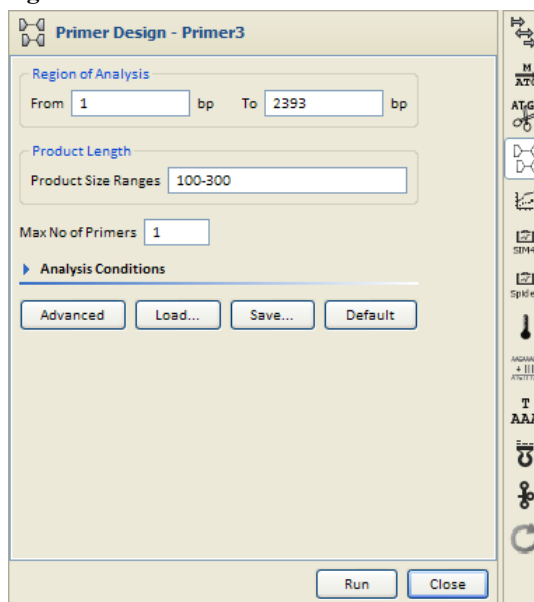 Primer Design - Primer3
Region of Analysis
From 1 bp To 2393 bp
Product Length
Product Size Ranges 100-300
Max No of Primers 1
Analysis Conditions
Advanced Load... Save... Default
Run Close
M
SIM4
T